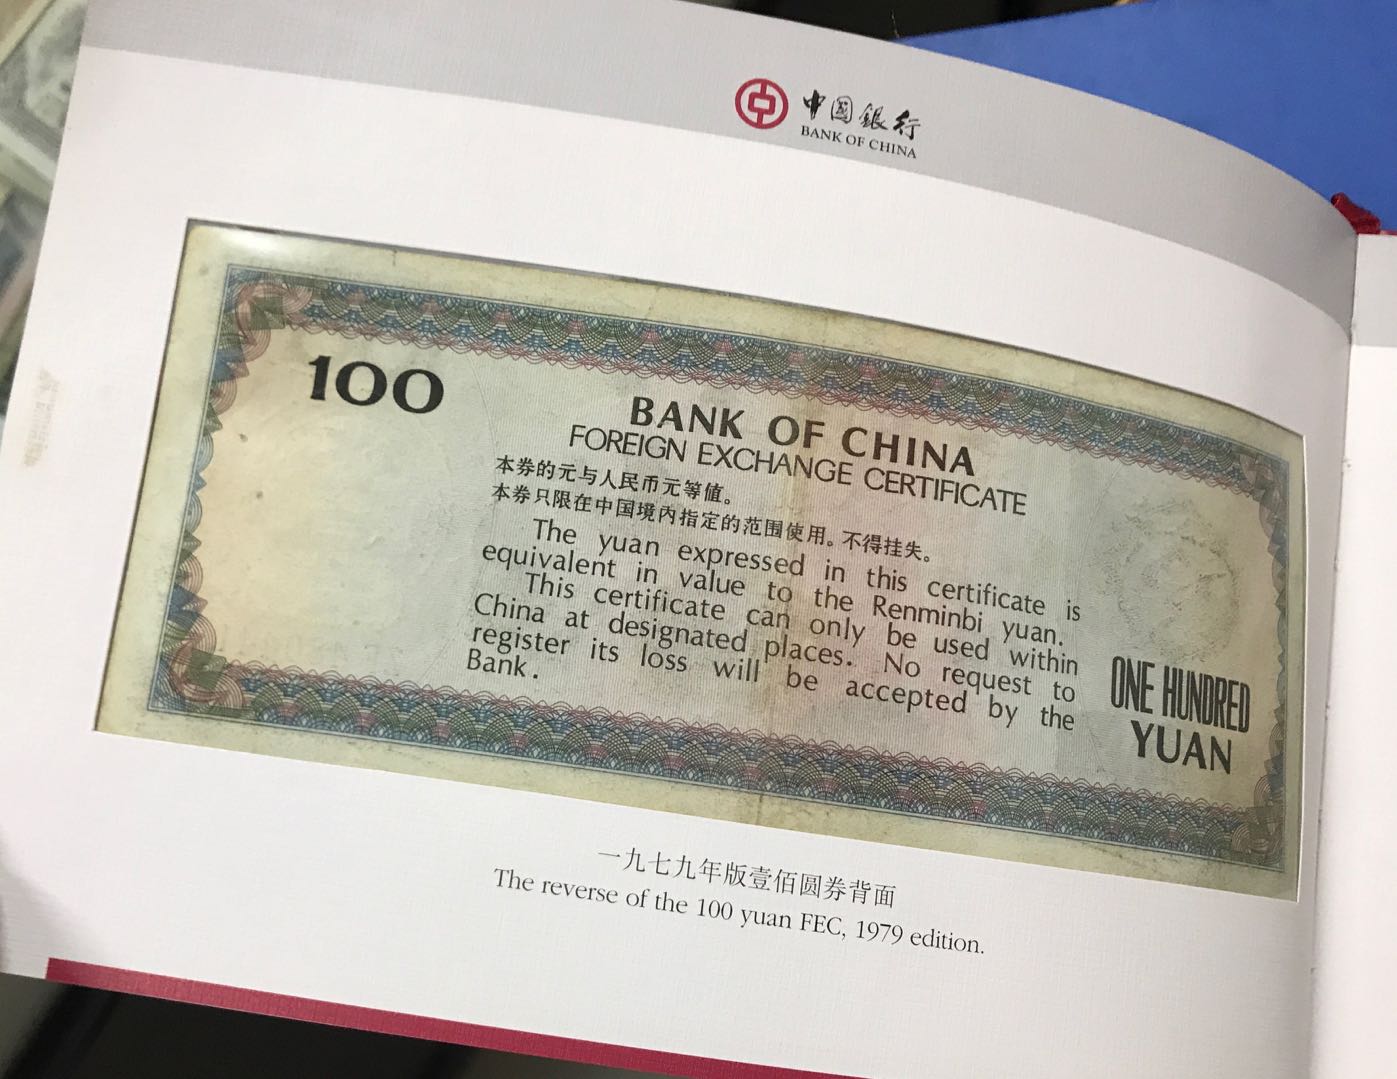 中国銀行
BANK OF CHINA
100
BANK OF CHINA
FOREIGN EXCHANGE CERTIFICATE
本券的元与人民币元等值。
本券只限在中国境内指定的范围使用。不得挂失。
The yuan expressed in this certificate is
equivalent in value to the Renminbi yuan.
This certificate can only be used within
China at designated places. No request to
register its loss will be accepted by the
Bank.
ONE HUNDRED
YUAN
一九七九年版壹佰圆券背面
The reverse of the 100 yuan FEC, 1979 edition.